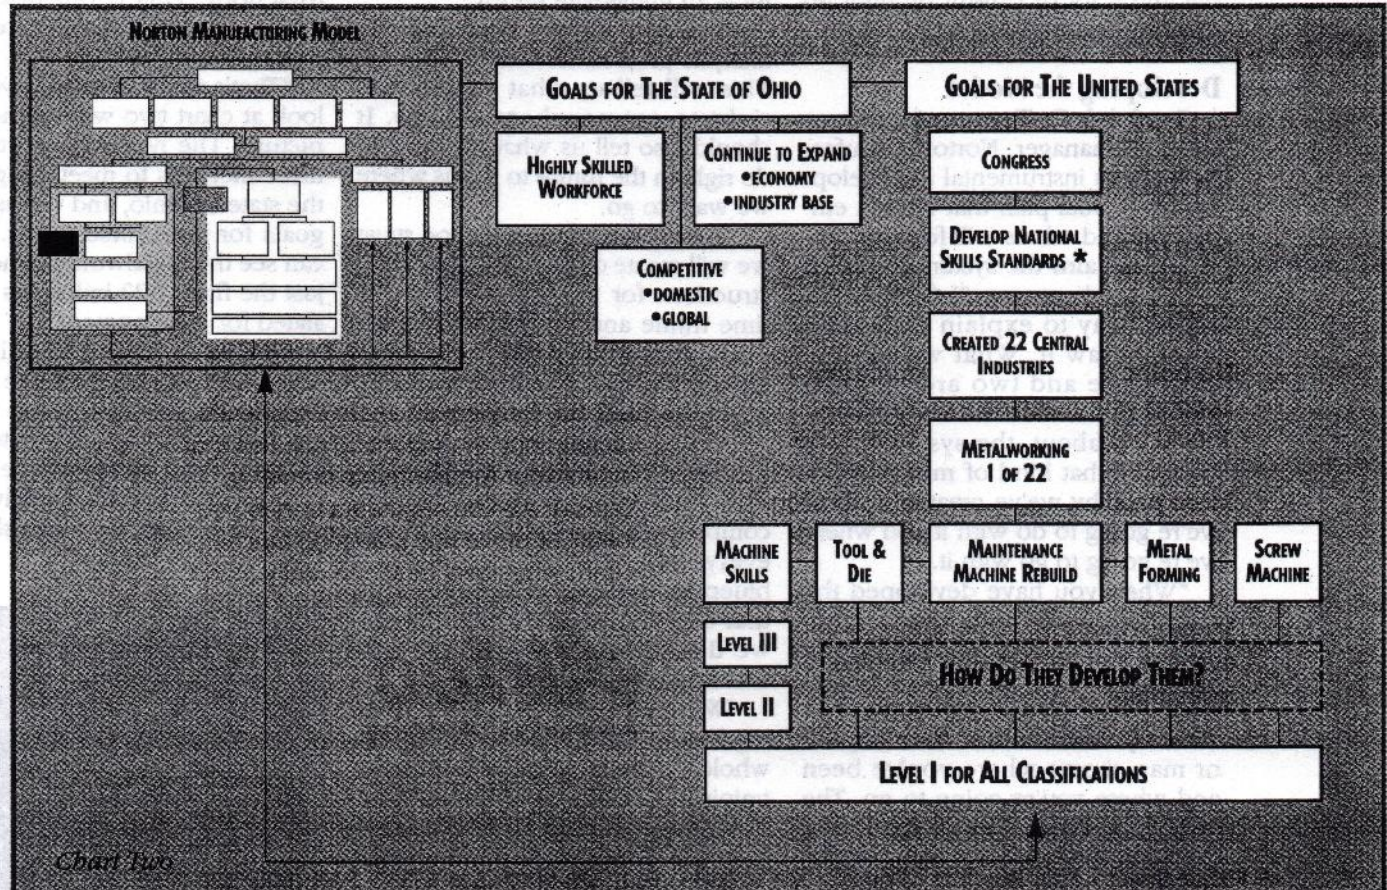 NORTON MANUFACTURING MODEL
GOALS FOR THE STATE OF OHIO
GOALS FOR THE UNITED STATES
HIGHLY SKILLED
WORKFORCE
CONTINUE TO EXPAND
•ECONOMY
•INDUSTRY BASE
COMPETITIVE
•DOMESTIC
•GLOBAL
CONGRESS
DEVELOP NATIONAL
SKILLS STANDARDS *
CREATED 22 CENTRAL
INDUSTRIES
METALWORKING
1 OF 22
MACHINE
SKILLS
TOOL &
DIE
MAINTENANCE
MACHINE REBUILD
METAL
FORMING
SCREW
MACHINE
LEVEL III
LEVEL II
HOW DO THEY DEVELOP THEM?
LEVEL I FOR ALL CLASSIFICATIONS
Chart Two